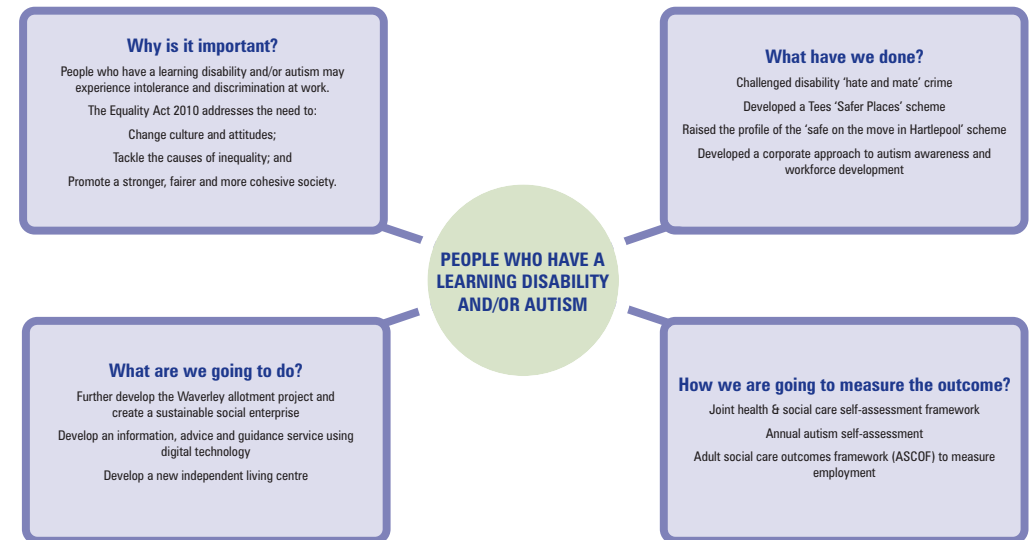 Why is it important?
People who have a learning disability and/or autism may
experience intolerance and discrimination at work.
The Equality Act 2010 addresses the need to:
Change culture and attitudes;
Tackle the causes of inequality; and
Promote a stronger, fairer and more cohesive society.
What have we done?
Challenged disability ‘hate and mate’ crime
Developed a Tees ‘Safer Places’ scheme
Raised the profile of the ‘safe on the move in Hartlepool’ scheme
Developed a corporate approach to autism awareness and
workforce development
PEOPLE WHO HAVE A
LEARNING DISABILITY
AND/OR AUTISM
What are we going to do?
Further develop the Waverley allotment project and
create a sustainable social enterprise
Develop an information, advice and guidance service using
digital technology
Develop a new independent living centre
How we are going to measure the outcome?
Joint health & social care self-assessment framework
Annual autism self-assessment
Adult social care outcomes framework (ASCOF) to measure
employment